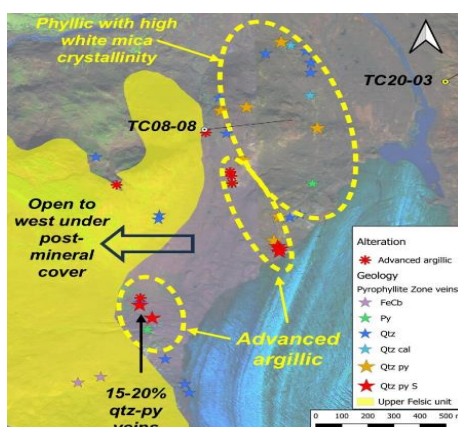 Phyllic with high
white mica
crystallinity
TC20-03
TC08-08
Open to
west under
post-
mineral
cover
Advanced
argillic
15-20%
qtz-py
veins
Alteration
Advanced argillic
Geology
Pyrophyllite Zone veins
FeCb
Py
Qtz
Qtz cal
Qtz py
Qtz py S
Upper Felsic unit
0 100 200 300 400 500 m